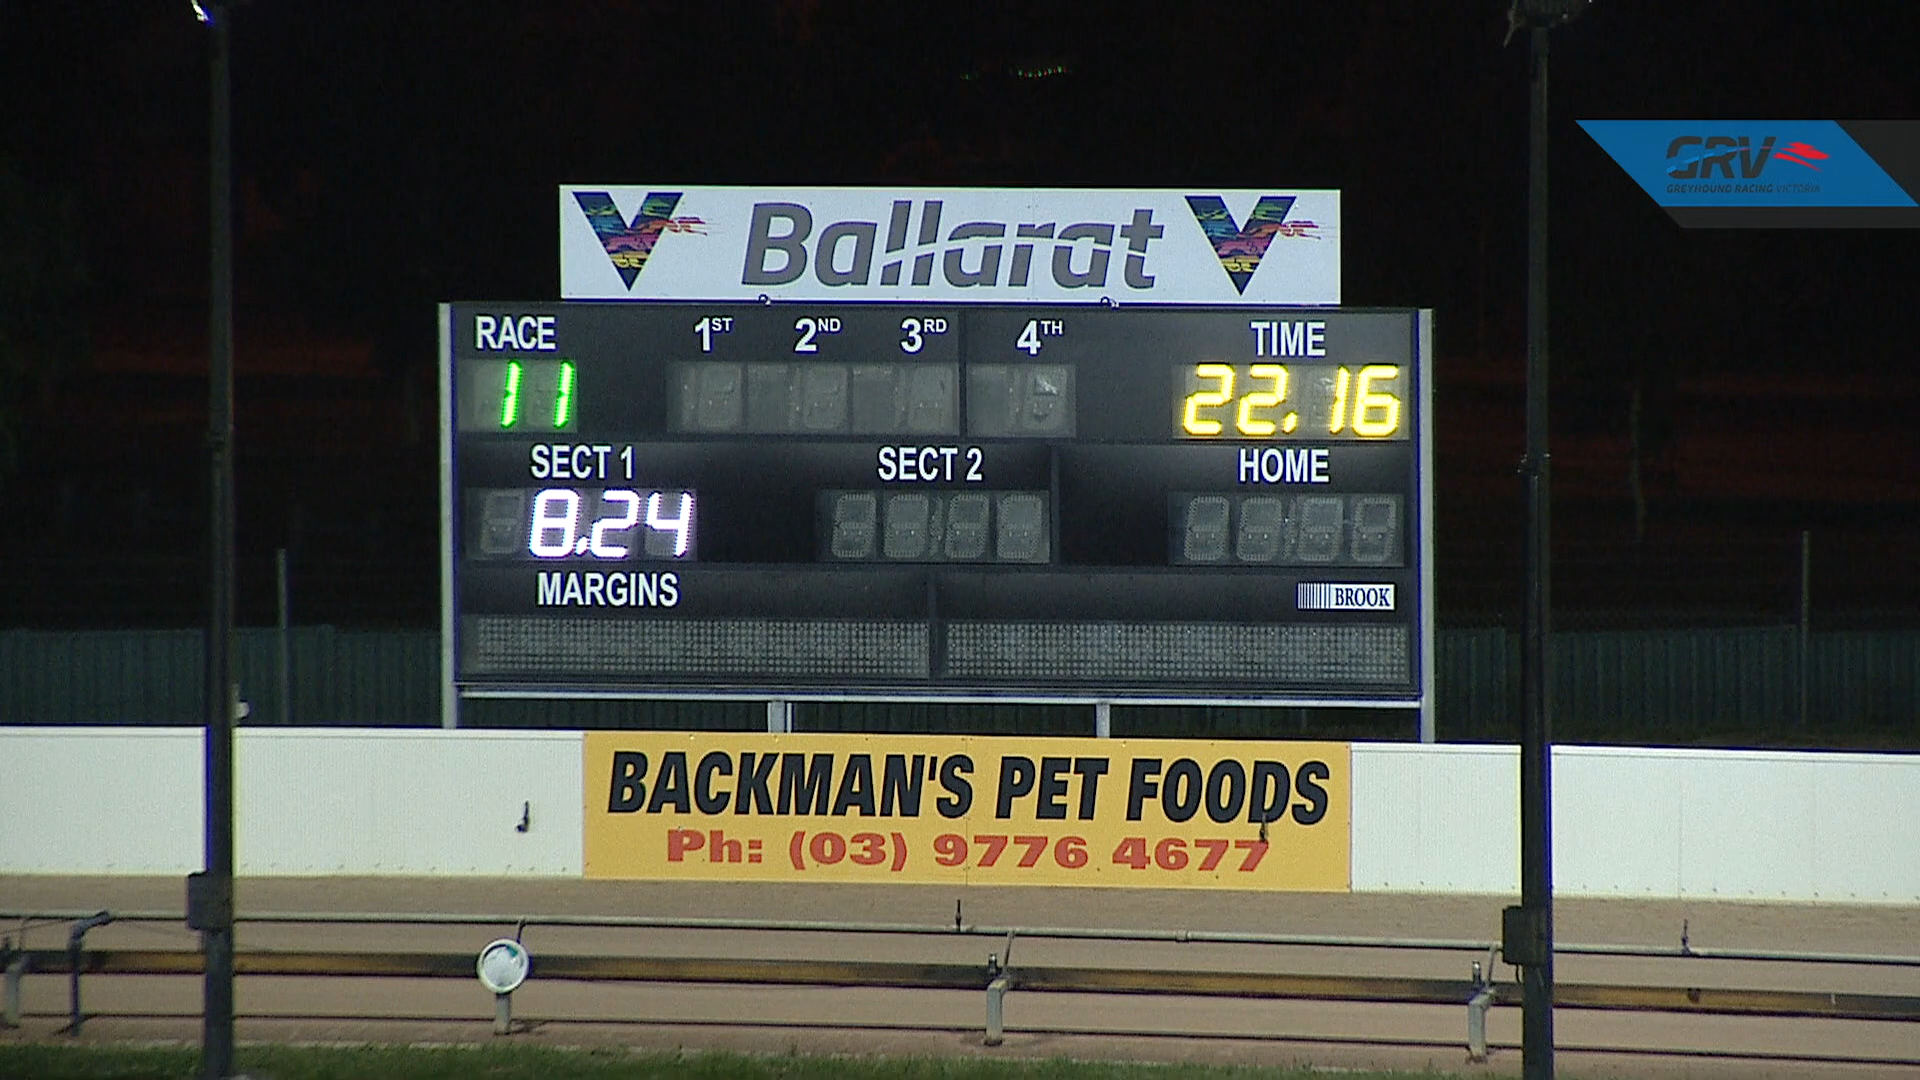 GRV
GREYHOUND RACING VICTORIA
Ballarat
RACE 1ST 2ND 3RD 4TH TIME
11 22.16
SECT 1 SECT 2 HOME
8.24
MARGINS BROOK
BACKMAN'S PET FOODS
Ph: (03) 9776 4677